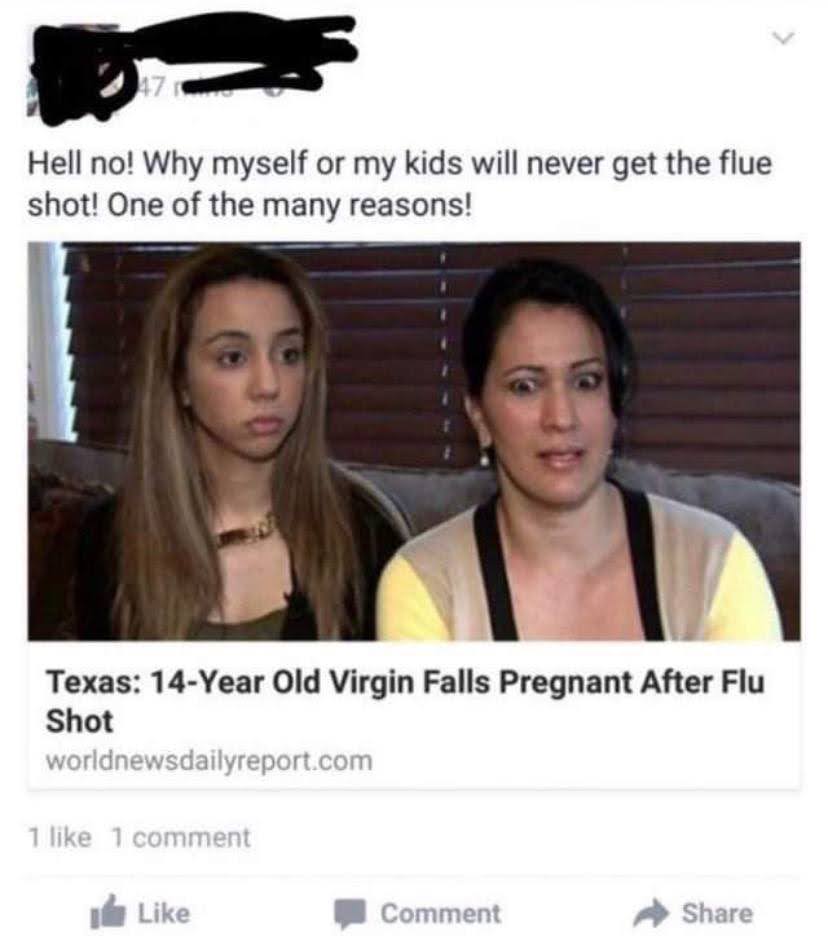 47
Hell no! Why myself or my kids will never get the flue
shot! One of the many reasons!
Texas: 14-Year Old Virgin Falls Pregnant After Flu
Shot
worldnewsdailyreport.com
1 like 1 comment
Like Comment Share